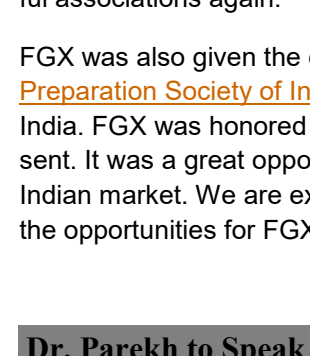 ful associations again.
FGX was also given the
Preparation Society of In
India. FGX was honored
sent. It was a great oppo
Indian market. We are ex
the opportunities for FGX
Dr. Parekh to Speak